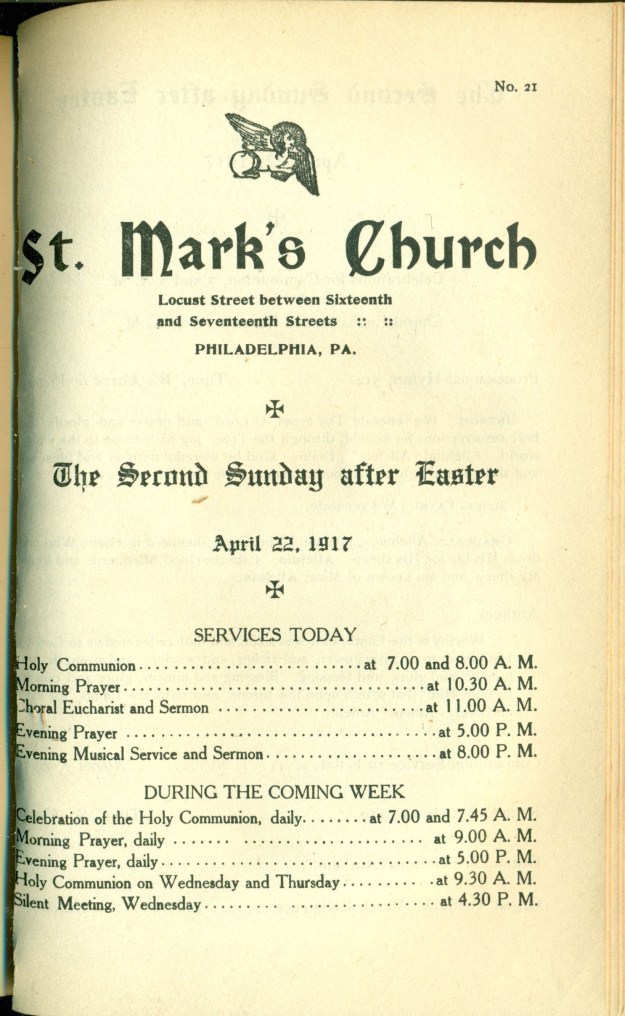 No. 21
St. Mark's Church
Locust Street between Sixteenth
and Seventeenth Streets :: ::
PHILADELPHIA, PA.
The Second Sunday after Easter
April 22, 1917
SERVICES TODAY
Holy Communion........................at 7.00 and 8.00 A. M.
Morning Prayer.................................at 10.30 A. M.
Choral Eucharist and Sermon ......................at 11.00 A. M.
Evening Prayer ..................................at 5.00 P. M.
Evening Musical Service and Sermon...................at 8.00 P. M.
DURING THE COMING WEEK
Celebration of the Holy Communion, daily........at 7.00 and 7.45 A. M.
Morning Prayer, daily ...... ................... at 9.00 A. M.
Evening Prayer, daily..............................at 5.00 P. M.
Holy Communion on Wednesday and Thursday..........at 9.30 A. M.
Silent Meeting, Wednesday......... ............... at 4.30 P. M.